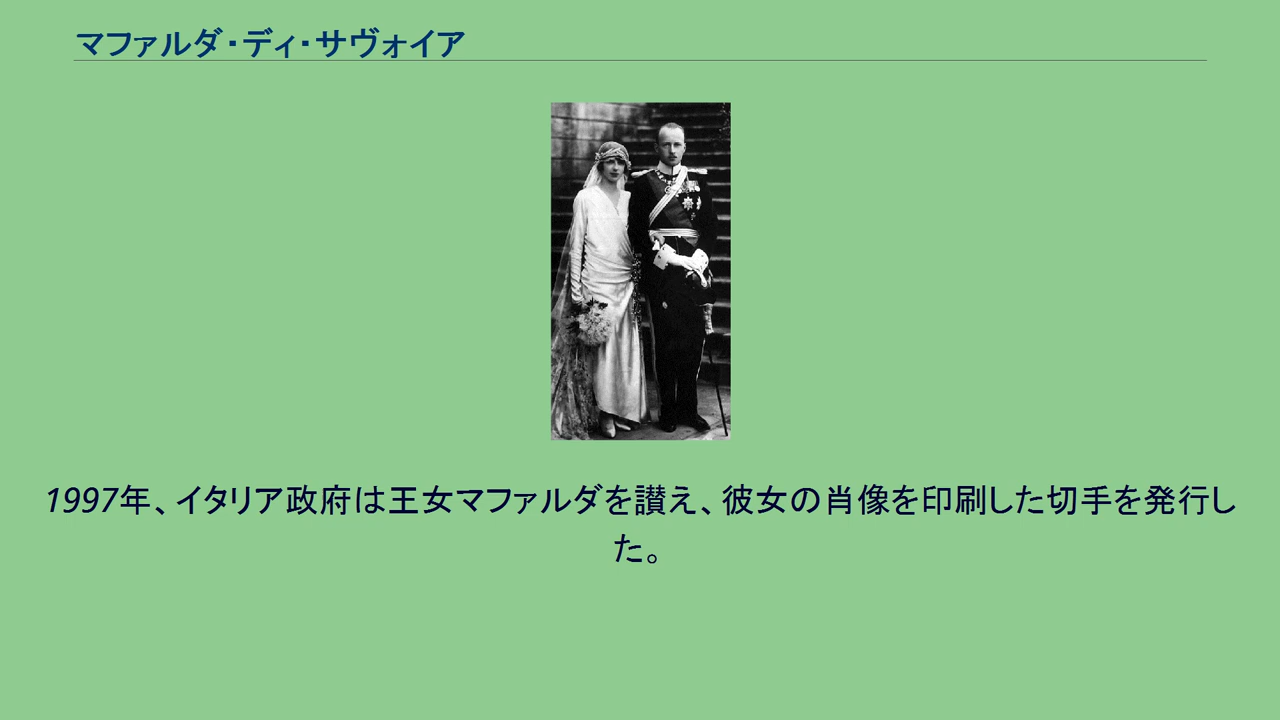 マファルダ・ディ・サヴォイア
1997年、イタリア政府は王女マファルダを讃え、彼女の肖像を印刷した切手を発行し
た。